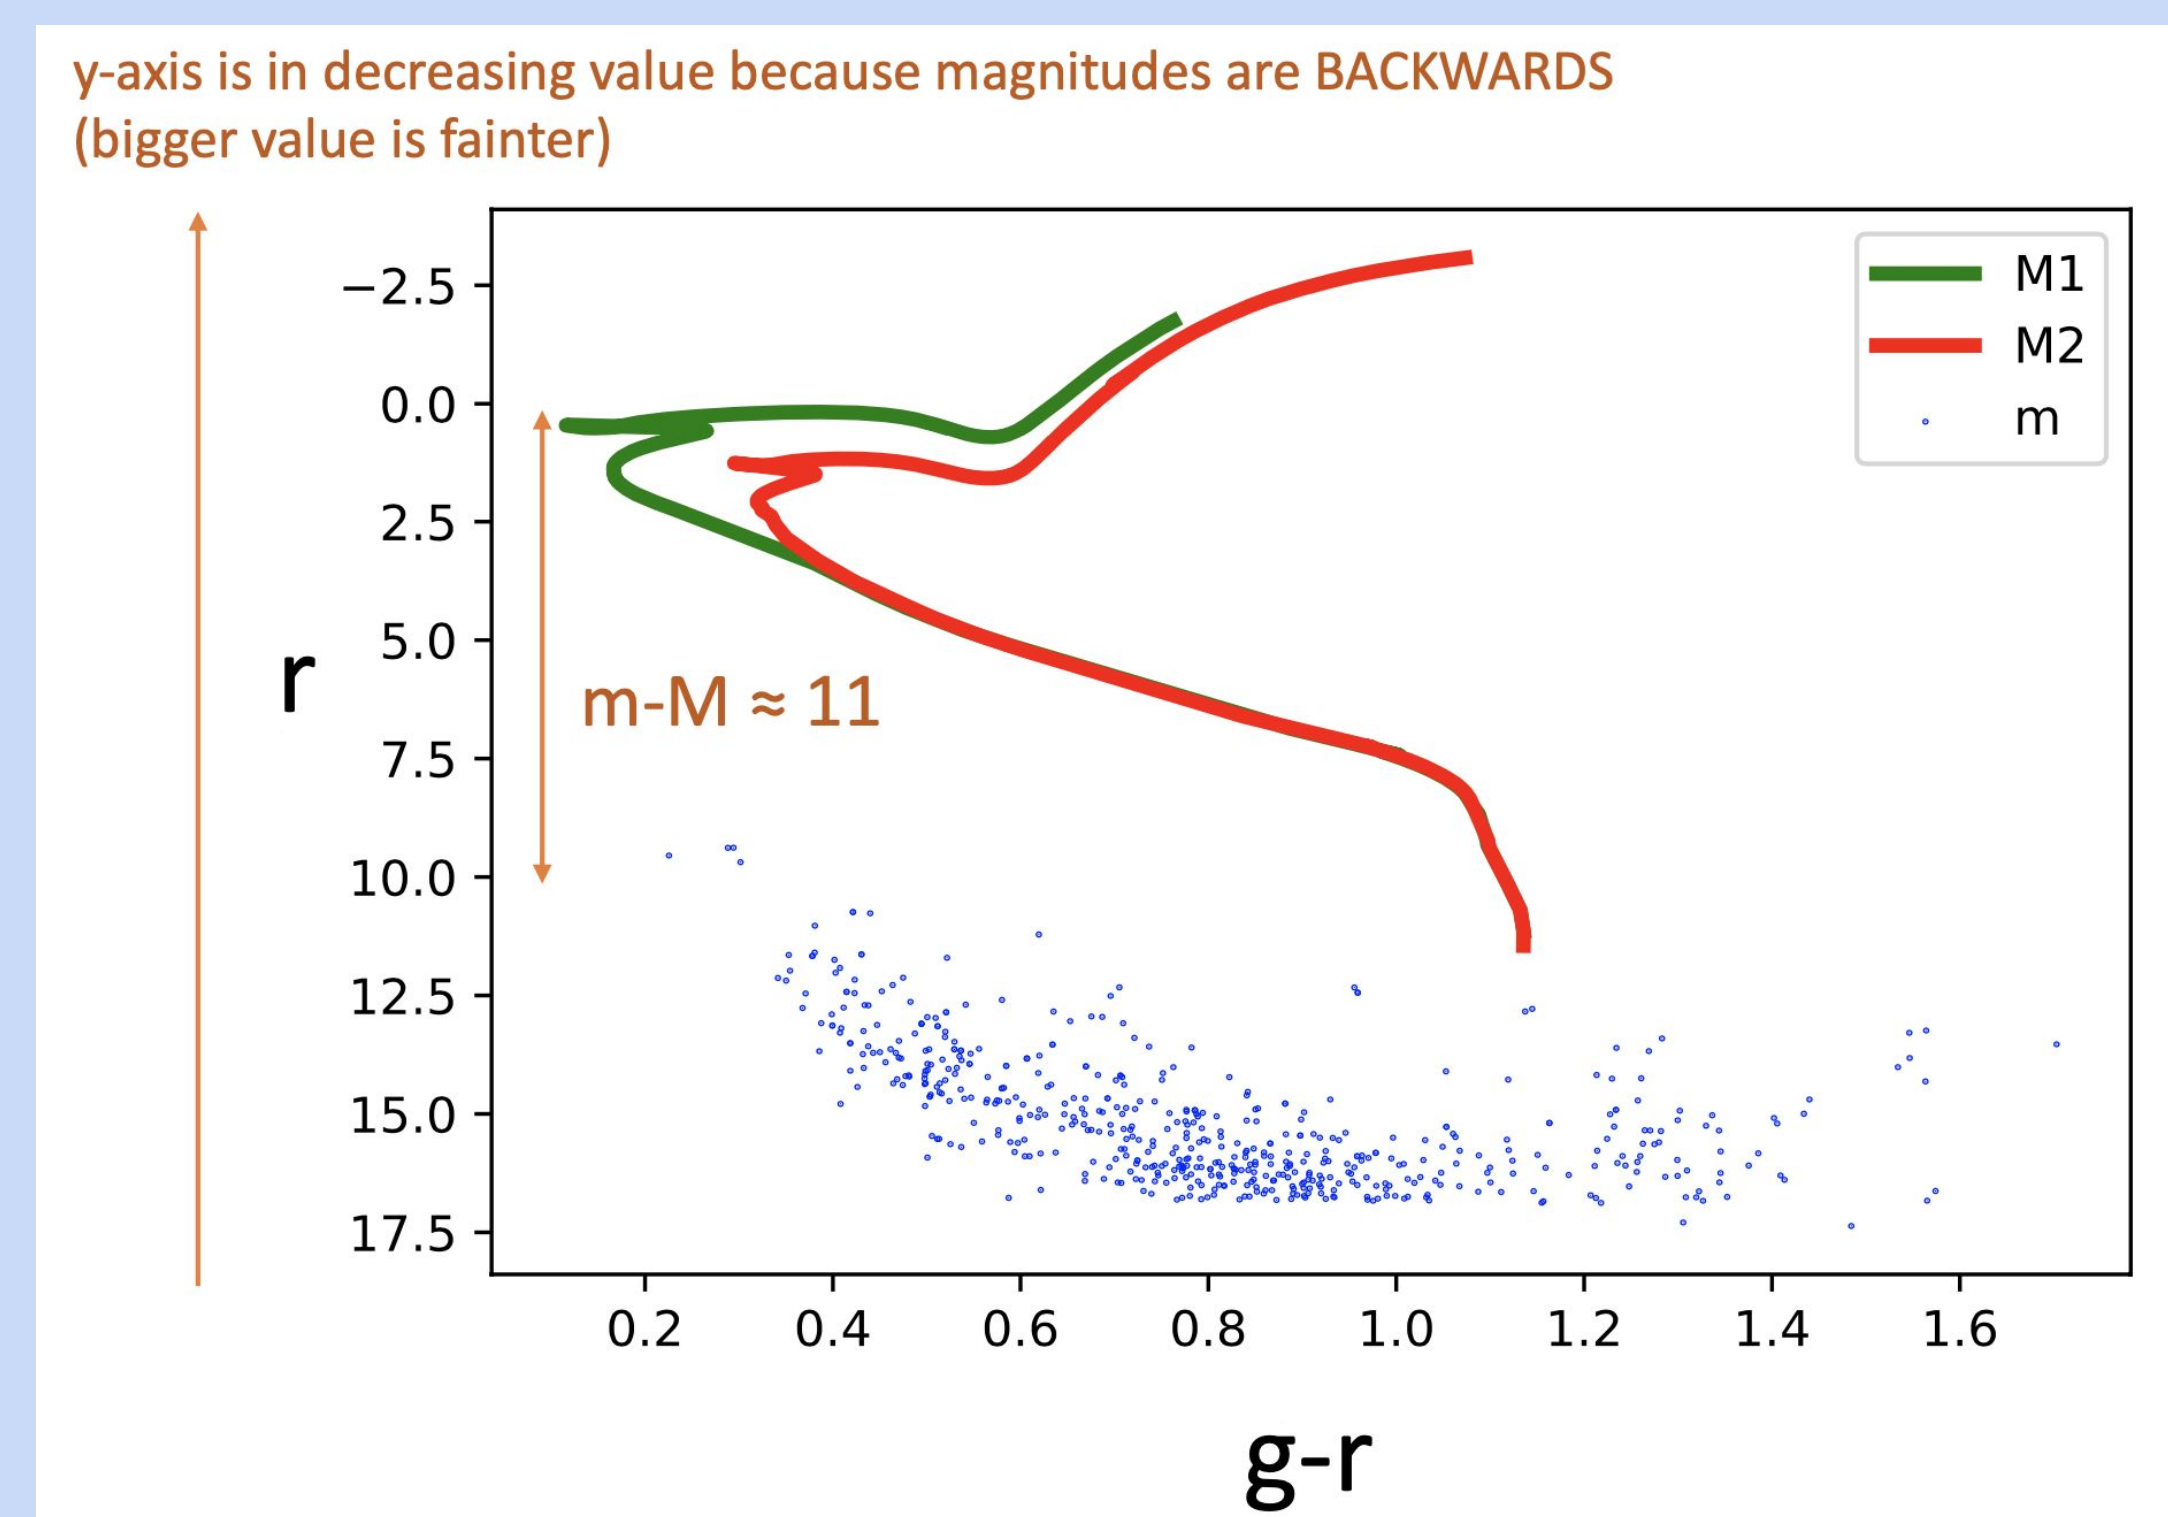 y-axis is in decreasing value because magnitudes are BACKWARDS
(bigger value is fainter)
−2.5
0.0
2.5
5.0
7.5
10.0
12.5
15.0
17.5
r
m-M ≈ 11
M1
M2
m
0.2 0.4 0.6 0.8 1.0 1.2 1.4 1.6
g-r